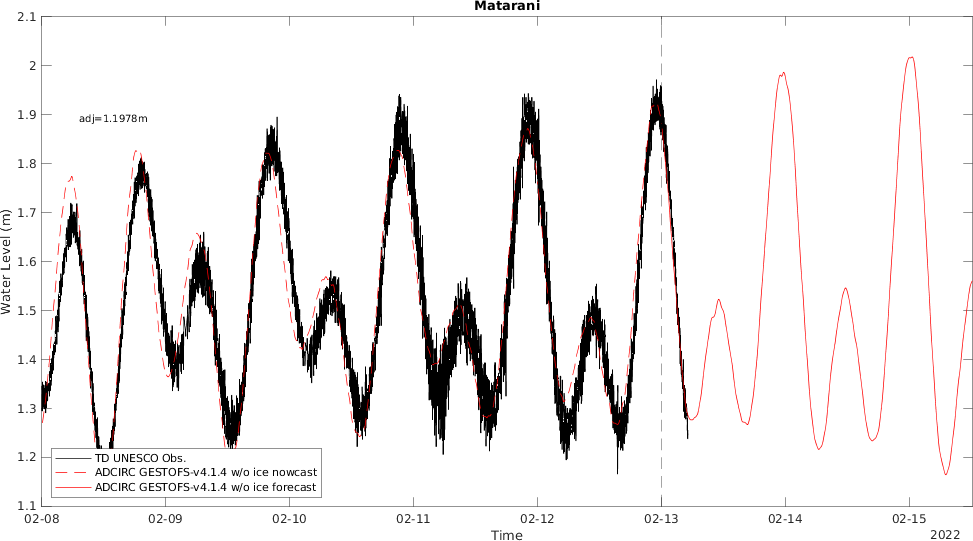 Matarani
2.1
2
1.9
adj=1.1978m
1.8
1.7
1.6
Water Level (m)
1.5
1.4
1.3
1.2
TD UNESCO Obs.
ADCIRC GESTOFS-v4.1.4 w/o ice nowcast
ADCIRC GESTOFS-v4.1.4 w/o ice forecast
1.1
02-08 02-09 02-10 02-11 02-12 02-13 02-14 02-15
Time
2022